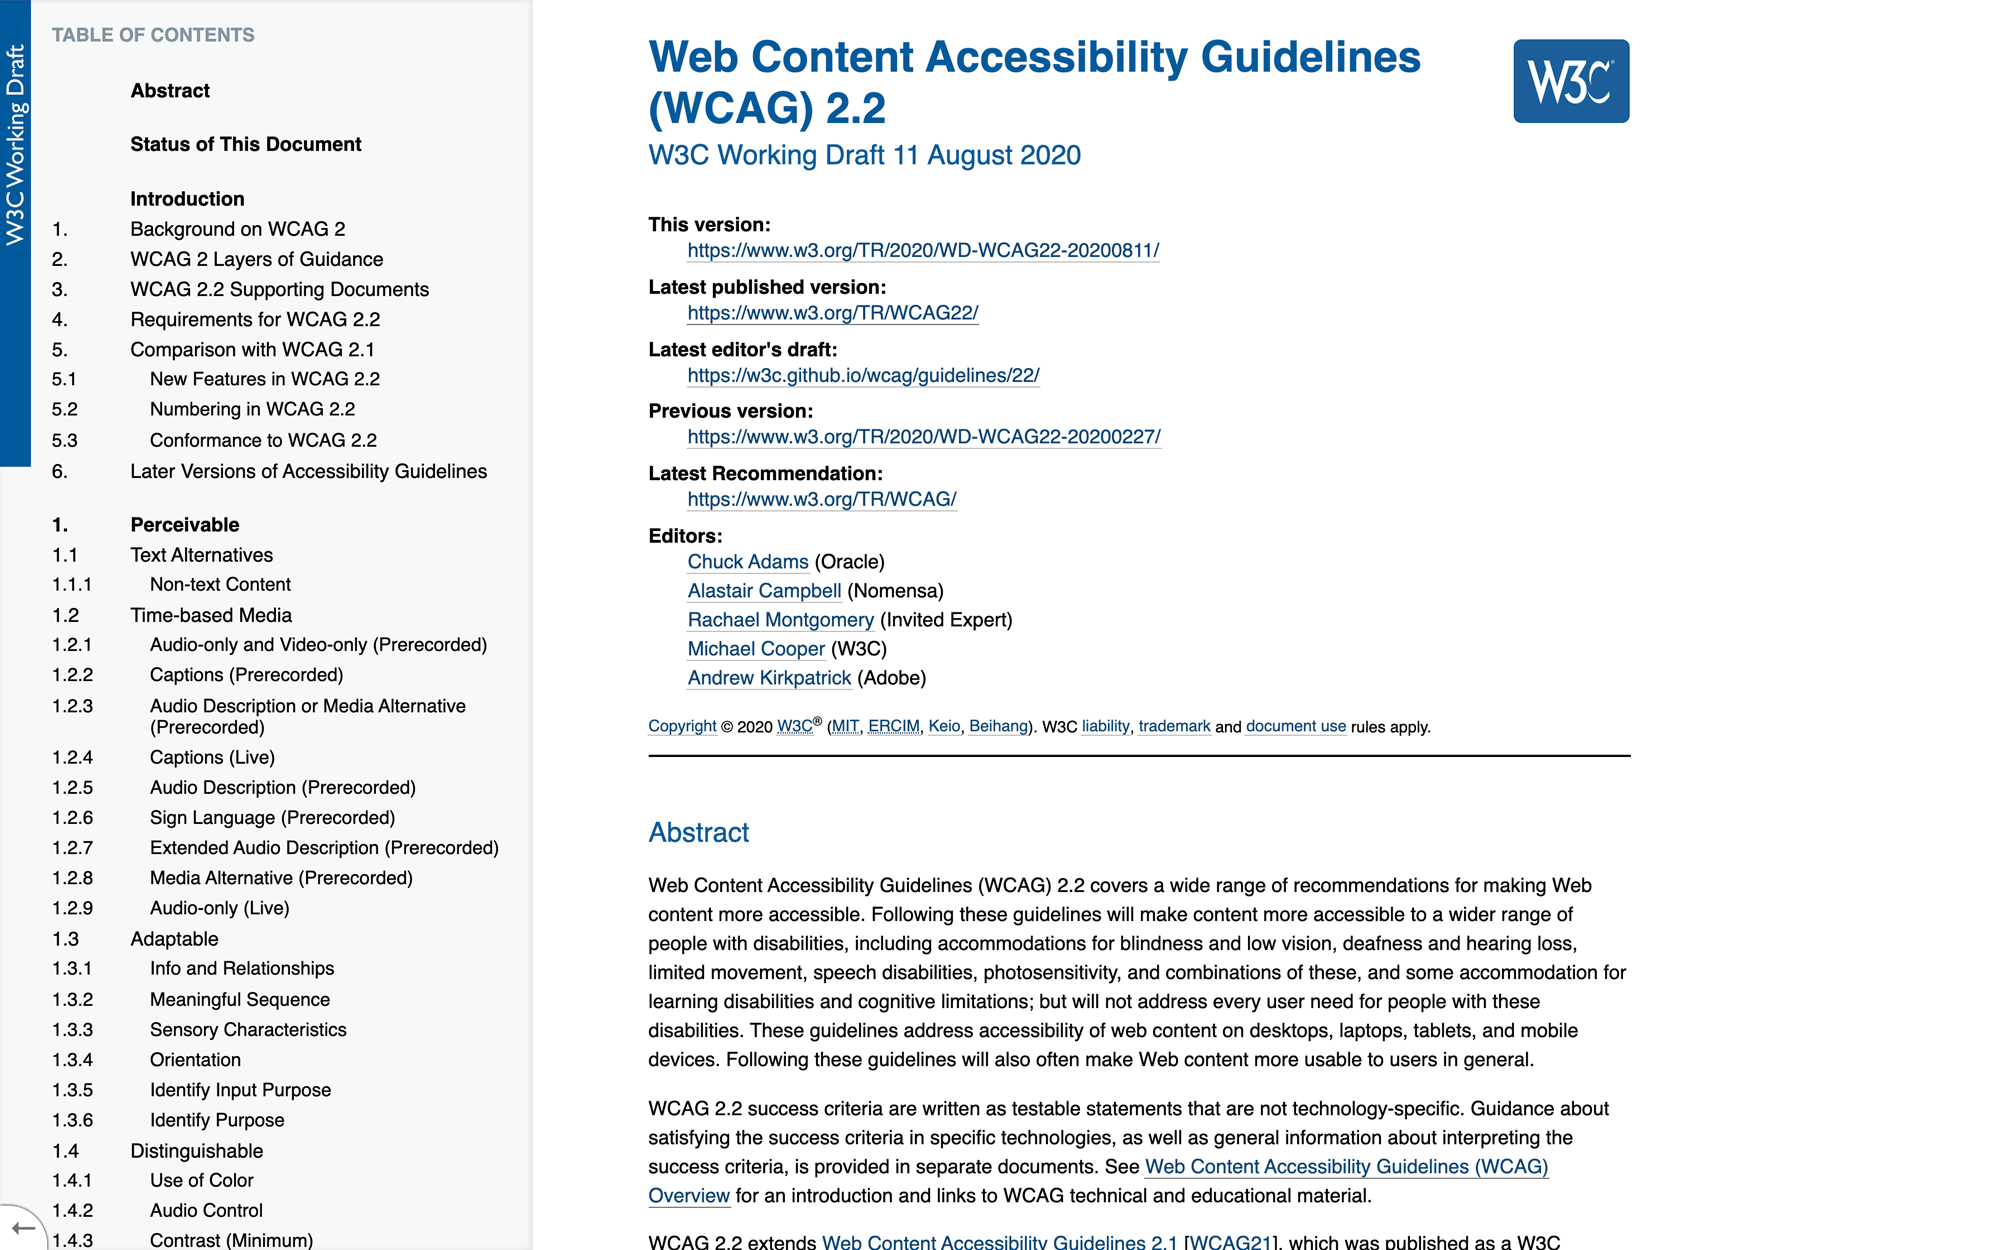 W3C Working Draft
TABLE OF CONTENTS
Abstract
Status of This Document
Introduction
1. Background on WCAG 2
2. WCAG 2 Layers of Guidance
3. WCAG 2.2 Supporting Documents
4. Requirements for WCAG 2.2
5. Comparison with WCAG 2.1
5.1 New Features in WCAG 2.2
5.2 Numbering in WCAG 2.2
5.3 Conformance to WCAG 2.2
6. Later Versions of Accessibility Guidelines
1. Perceivable
1.1 Text Alternatives
1.1.1 Non-text Content
1.2 Time-based Media
1.2.1 Audio-only and Video-only (Prerecorded)
1.2.2 Captions (Prerecorded)
1.2.3 Audio Description or Media Alternative
(Prerecorded)
1.2.4 Captions (Live)
1.2.5 Audio Description (Prerecorded)
1.2.6 Sign Language (Prerecorded)
1.2.7 Extended Audio Description (Prerecorded)
1.2.8 Media Alternative (Prerecorded)
1.2.9 Audio-only (Live)
1.3 Adaptable
1.3.1 Info and Relationships
1.3.2 Meaningful Sequence
1.3.3 Sensory Characteristics
1.3.4 Orientation
1.3.5 Identify Input Purpose
1.3.6 Identify Purpose
1.4 Distinguishable
1.4.1 Use of Color
1.4.2 Audio Control
1.4.3 Contrast (Minimum)
Web Content Accessibility Guidelines
(WCAG) 2.2
W3C®
W3C Working Draft 11 August 2020
This version:
https://www.w3.org/TR/2020/WD-WCAG22-20200811/
Latest published version:
https://www.w3.org/TR/WCAG22/
Latest editor's draft:
https://w3c.github.io/wcag/guidelines/22/
Previous version:
https://www.w3.org/TR/2020/WD-WCAG22-20200227/
Latest Recommendation:
https://www.w3.org/TR/WCAG/
Editors:
Chuck Adams (Oracle)
Alastair Campbell (Nomensa)
Rachael Montgomery (Invited Expert)
Michael Cooper (W3C)
Andrew Kirkpatrick (Adobe)
Copyright © 2020 W3C® (MIT, ERCIM, Keio, Beihang). W3C liability, trademark and document use rules apply.
Abstract
Web Content Accessibility Guidelines (WCAG) 2.2 covers a wide range of recommendations for making Web
content more accessible. Following these guidelines will make content more accessible to a wider range of
people with disabilities, including accommodations for blindness and low vision, deafness and hearing loss,
limited movement, speech disabilities, photosensitivity, and combinations of these, and some accommodation for
learning disabilities and cognitive limitations; but will not address every user need for people with these
disabilities. These guidelines address accessibility of web content on desktops, laptops, tablets, and mobile
devices. Following these guidelines will also often make Web content more usable to users in general.
WCAG 2.2 success criteria are written as testable statements that are not technology-specific. Guidance about
satisfying the success criteria in specific technologies, as well as general information about interpreting the
success criteria, is provided in separate documents. See Web Content Accessibility Guidelines (WCAG)
Overview for an introduction and links to WCAG technical and educational material.
WCAG 2.2 extends Web Content Accessibility Guidelines 2.1 [WCAG21], which was published as a W3C